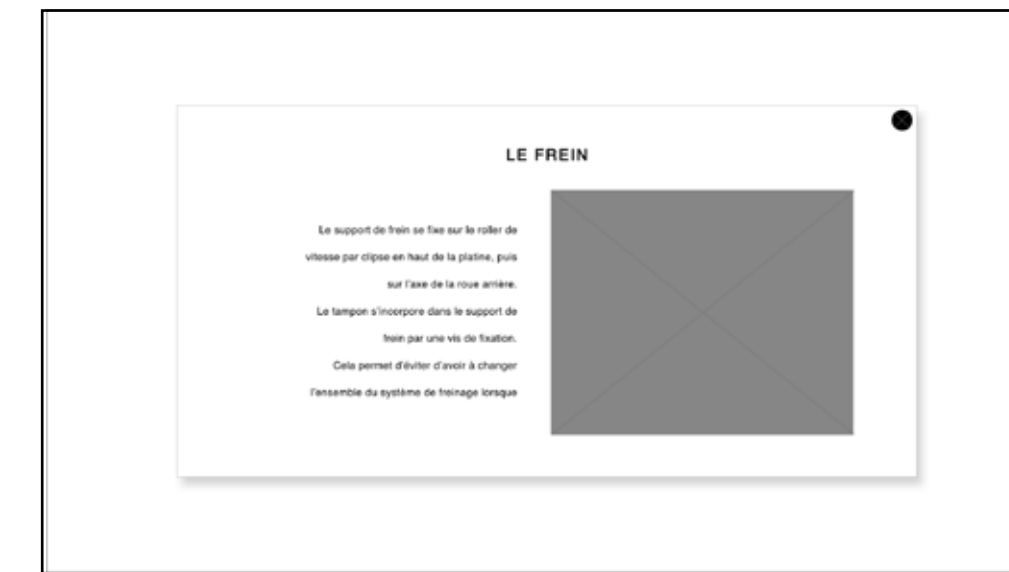 LE FREIN
Le support de frein se fixe sur le roller de
vitesse par clipse en haut de la platine, puis
sur l'axe de la roue arrière.
Le tampon s'incorpore dans le support de
frein par une vis de fixation.
Cela permet d'éviter d'avoir à changer
l'ensemble du système de freinage lorsque